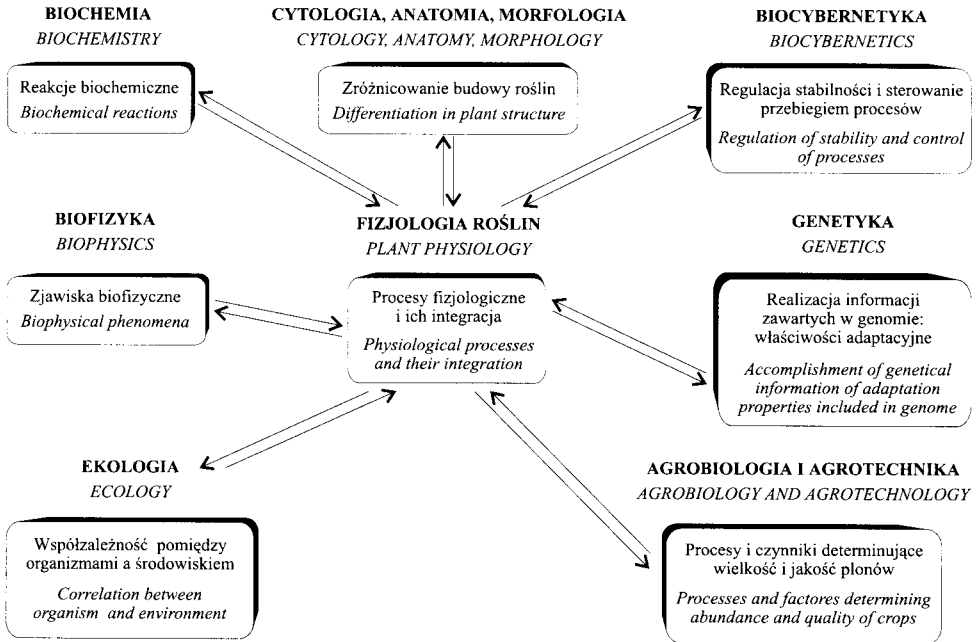 BIOCHEMIA
BIOCHEMISTRY
Reakcje biochemiczne
Biochemical reactions
CYTOLOGIA, ANATOMIA, MORFOLOGIA
CYTOLOGY, ANATOMY, MORPHOLOGY
Zróżnicowanie budowy roślin
Differentiation in plant structure
BIOCYBERNETYKA
BIOCYBERNETICS
Regulacja stabilności i sterowanie
przebiegiem procesów
Regulation of stability and control
of processes
BIOFIZYKA
BIOPHYSICS
Zjawiska biofizyczne
Biophysical phenomena
FIZJOLOGIA ROŚLIN
PLANT PHYSIOLOGY
Procesy fizjologiczne
i ich integracja
Physiological processes
and their integration
GENETYKA
GENETICS
Realizacja informacji
zawartych w genomie:
właściwości adaptacyjne
Accomplishment of genetical
information of adaptation
properties included in genome
EKOLOGIA
ECOLOGY
Współzależność pomiędzy
organizmami a środowiskiem
Correlation between
organism and environment
AGROBIOLOGIA I AGROTECHNIKA
AGROBIOLOGY AND AGROTECHNOLOGY
Procesy i czynniki determinujące
wielkość i jakość plonów
Processes and factores determining
abundance and quality of crops